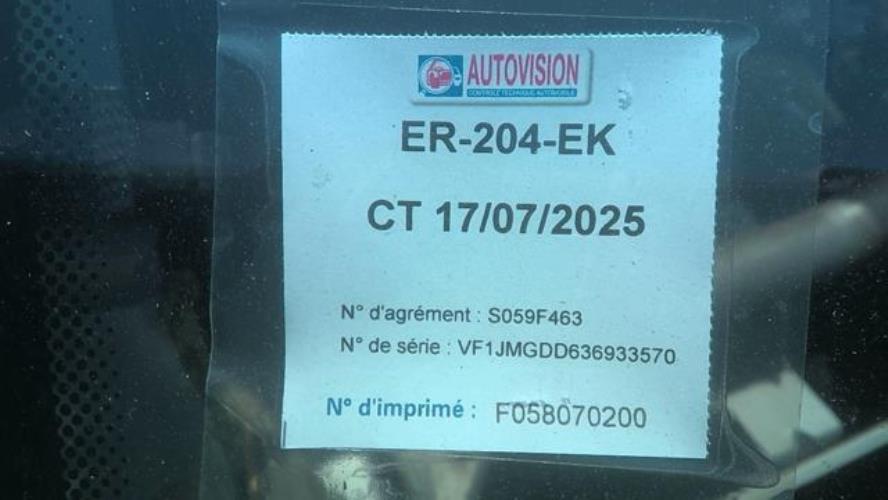 AUTOVISION
CONTRÔLE TECHNIQUE AUTOMOBILE
ER-204-EK
CT 17/07/2025
N° d'agrément : S059F463
N° de série : VF1JMGDD636933570
N° d'imprimé : F058070200